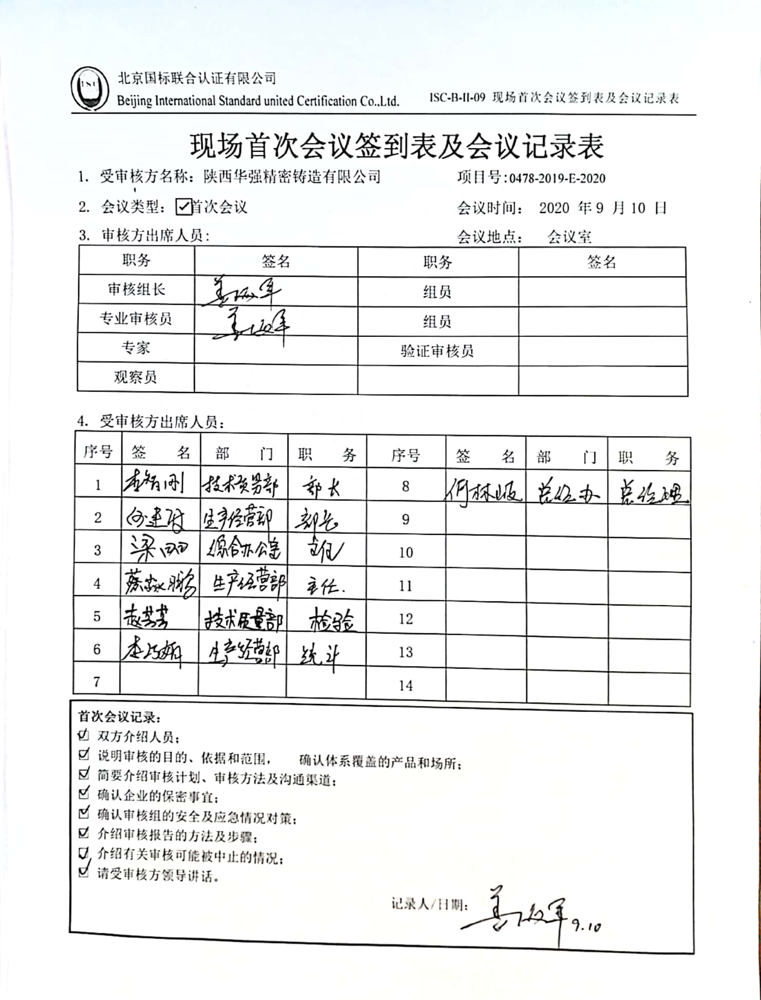 ISC
北京国标联合认证有限公司
Beijing International Standard united Certification Co.,Ltd.
ISC-B-II-09 现场首次会议签到表及会议记录表
现场首次会议签到表及会议记录表
1. 受审核方名称：陕西华强精密铸造有限公司 项目号:0478-2019-E-2020
2. 会议类型： 首次会议 会议时间： 2020 年 9 月 10 日
3. 审核方出席人员： 会议地点： 会议室
职务 签名 职务 签名
审核组长 组员
专业审核员 组员
专家 验证审核员
观察员
4. 受审核方出席人员：
序号 签 名 部 门 职 务 序号 签 名 部 门 职 务
1 李智刚 技术质量部 部长 8 何林岐 总经办 总经理
2 生产经营部 部长 9
3 综合办公室 主任 10
4 蔡淼鹏 生产经营部 主任. 11
5 赵芳芳 技术质量部 检验 12
6 生产经营部 统计 13
7 14
首次会议记录：
双方介绍人员；
说明审核的目的、依据和范围， 确认体系覆盖的产品和场所；
简要介绍审核计划、审核方法及沟通渠道；
确认企业的保密事宜；
确认审核组的安全及应急情况对策；
介绍审核报告的方法及步骤；
介绍有关审核可能被中止的情况；
请受审核方领导讲话。
记录人/日期： 9.10